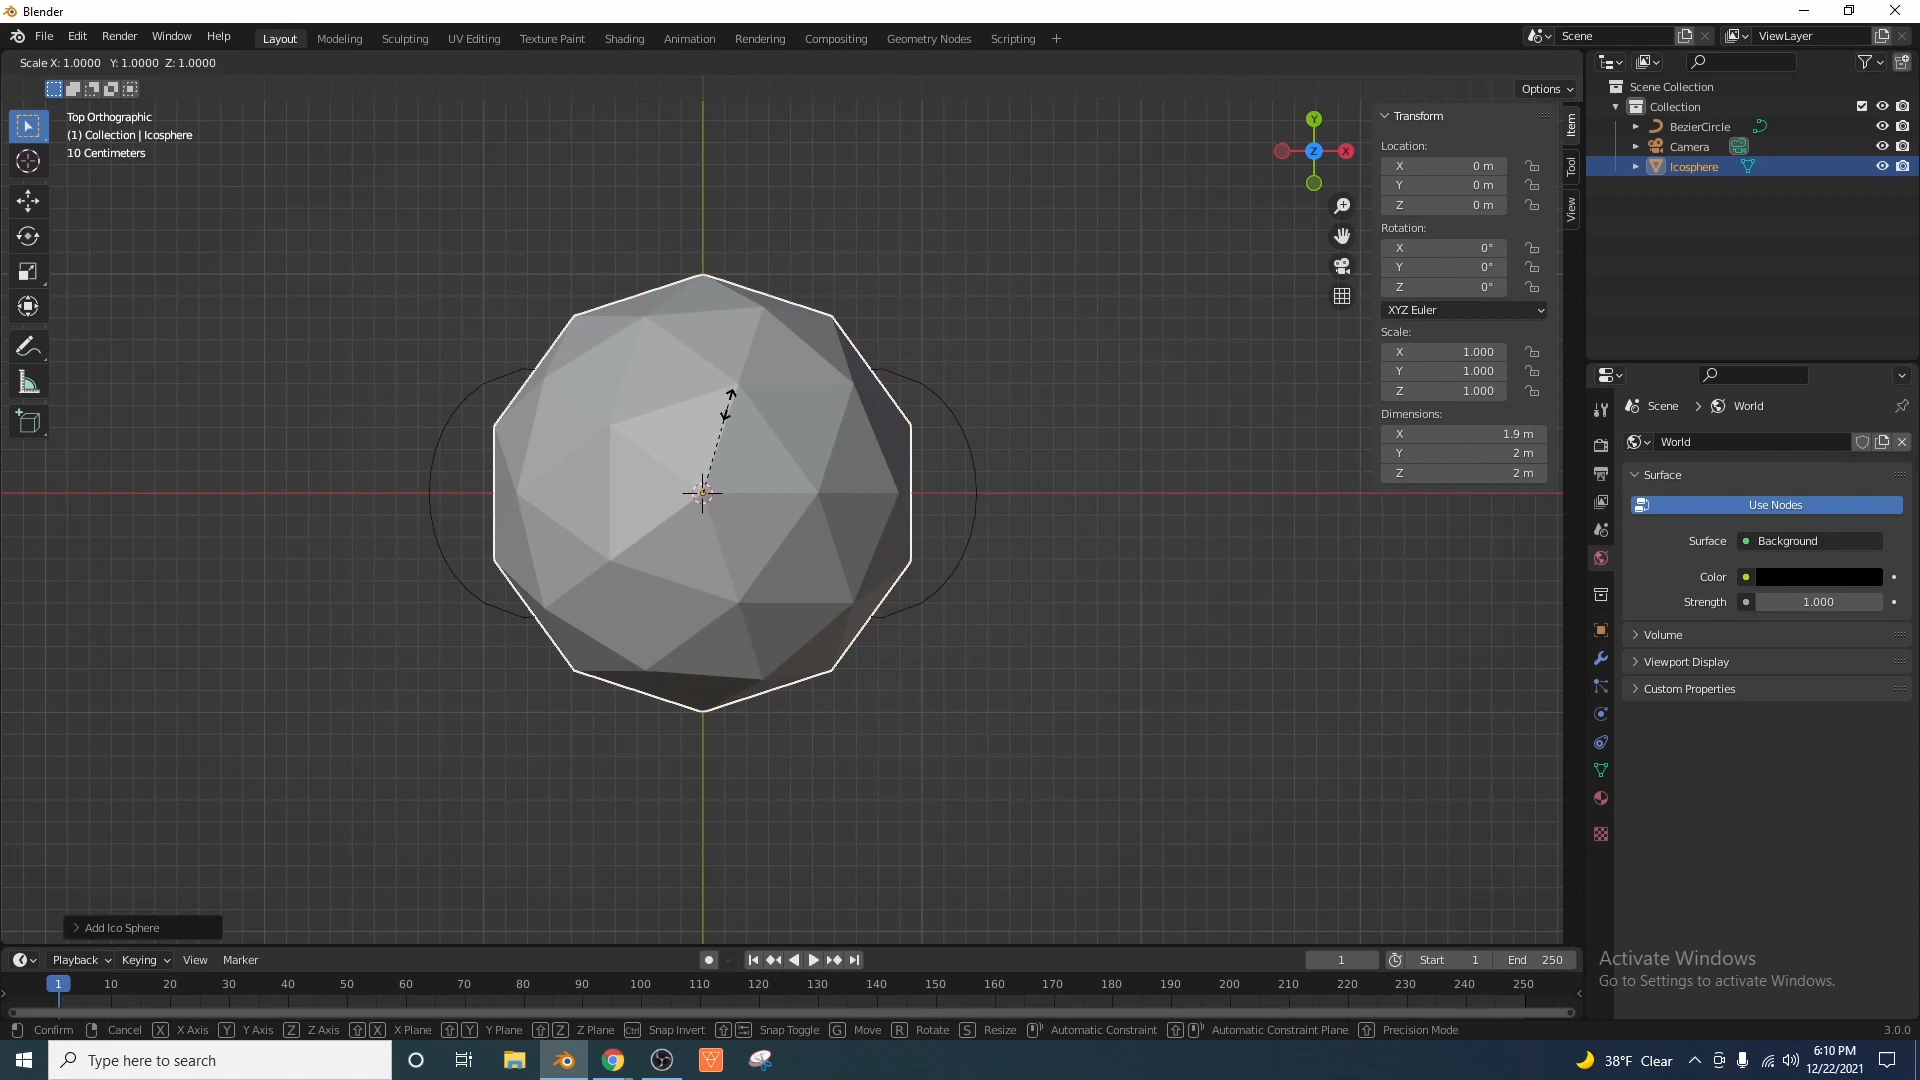 Blender
File Edit Render Window Help
Layout Modeling Sculpting UV Editing Texture Paint Shading Animation Rendering Compositing Geometry Nodes Scripting
Scene
ViewLayer
Scale X: 1.0000 Y: 1.0000 Z: 1.0000
Options
Top Orthographic
(1) Collection | Icosphere
10 Centimeters
Y
Z
X
Item
Tool
View
Transform
Location:
X 0 m
Y 0 m
Z 0 m
Rotation:
X 0°
Y 0°
Z 0°
XYZ Euler
Scale:
X 1.000
Y 1.000
Z 1.000
Dimensions:
X 1.9 m
Y 2 m
Z 2 m
Scene Collection
Collection
BezierCircle
Camera
Icosphere
Scene > World
World
Surface
Use Nodes
Surface Background
Color
Strength 1.000
Volume
Viewport Display
Custom Properties
Add Ico Sphere
Playback Keying View Marker
1
Start 1
End 250
1 10 20 30 40 50 60 70 80 90 100 110 120 130 140 150 160 170 180 190 200 210 220 230 240 250
Activate Windows
Go to Settings to activate Windows.
Confirm Cancel X X Axis Y Y Axis Z Z Axis X X Plane Y Y Plane Z Z Plane Ctrl Snap Invert Snap Toggle G Move R Rotate S Resize Automatic Constraint Automatic Constraint Plane Precision Mode
3.0.0
Type here to search
38°F Clear
6:10 PM
12/22/2021